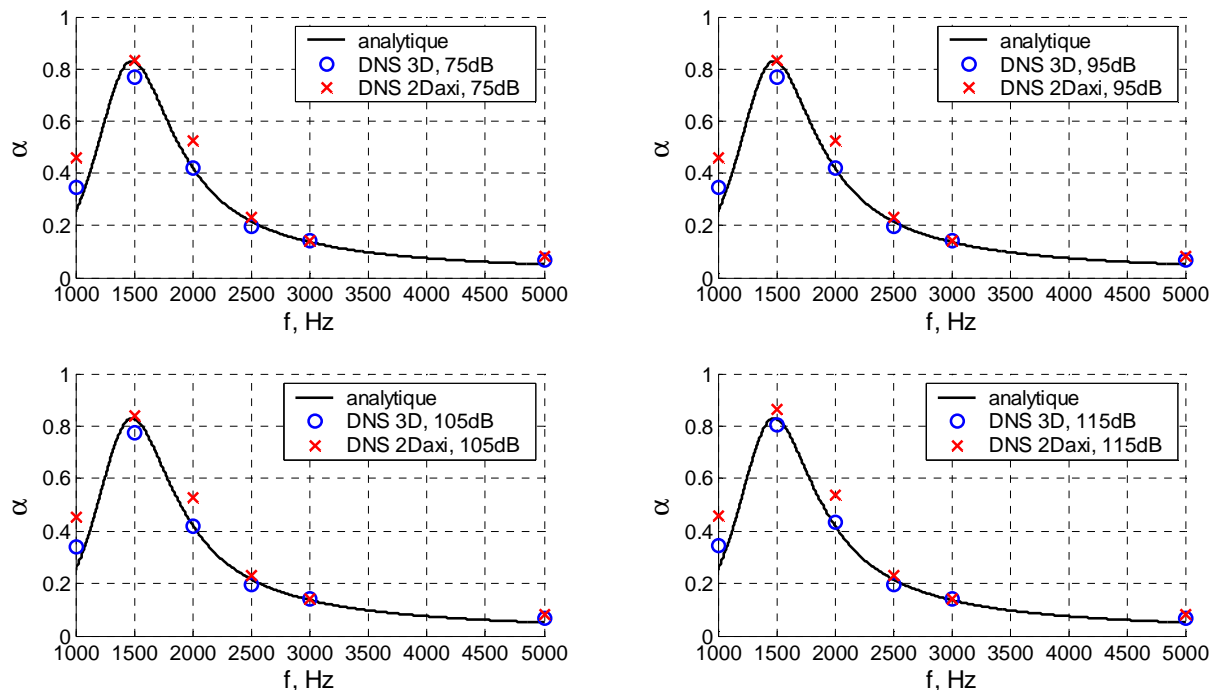 1
0.8
0.6
0.4
0.2
0
α
analytique
DNS 3D, 75dB
DNS 2Daxi, 75dB
1000 1500 2000 2500 3000 3500 4000 4500 5000
f, Hz
1
0.8
0.6
0.4
0.2
0
α
analytique
DNS 3D, 95dB
DNS 2Daxi, 95dB
1000 1500 2000 2500 3000 3500 4000 4500 5000
f, Hz
1
0.8
0.6
0.4
0.2
0
α
analytique
DNS 3D, 105dB
DNS 2Daxi, 105dB
1000 1500 2000 2500 3000 3500 4000 4500 5000
f, Hz
1
0.8
0.6
0.4
0.2
0
α
analytique
DNS 3D, 115dB
DNS 2Daxi, 115dB
1000 1500 2000 2500 3000 3500 4000 4500 5000
f, Hz